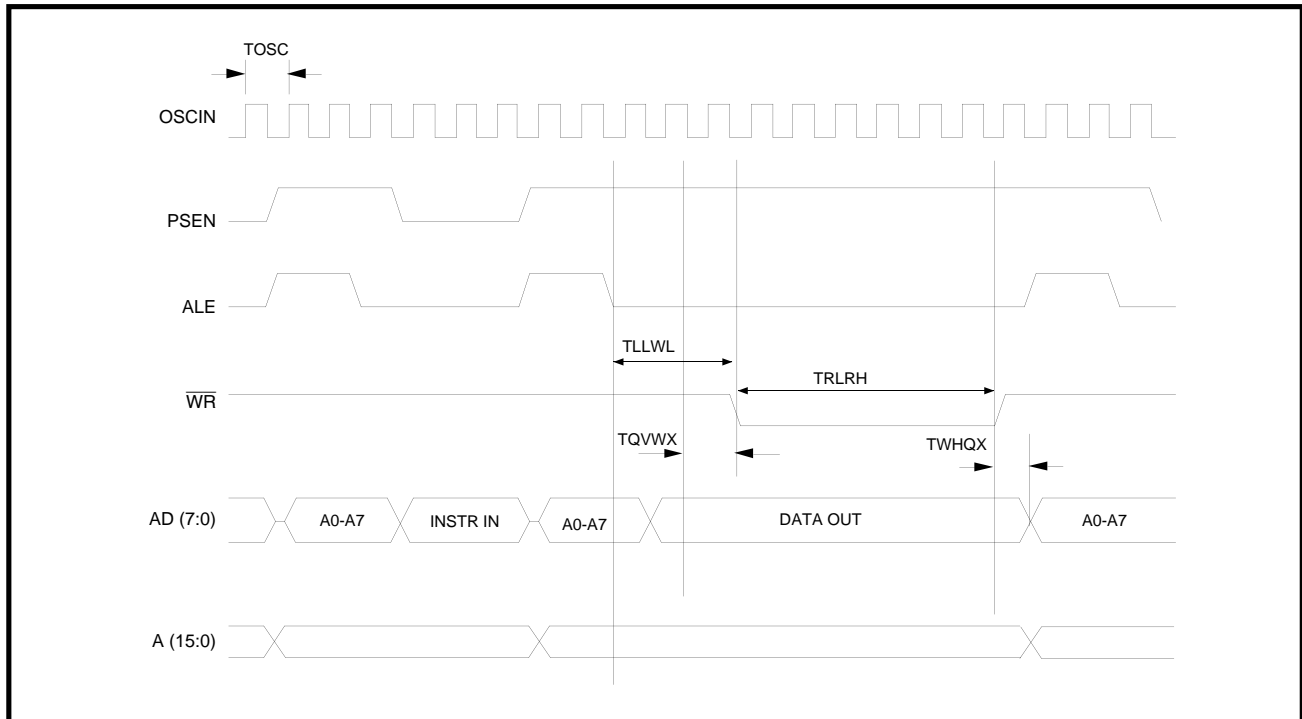 TOSC
OSCIN
PSEN
ALE
TLLWL
TRLRH
WR
TQVWX
TWHQX
AD (7:0) A0-A7 INSTR IN A0-A7 DATA OUT A0-A7
A (15:0)